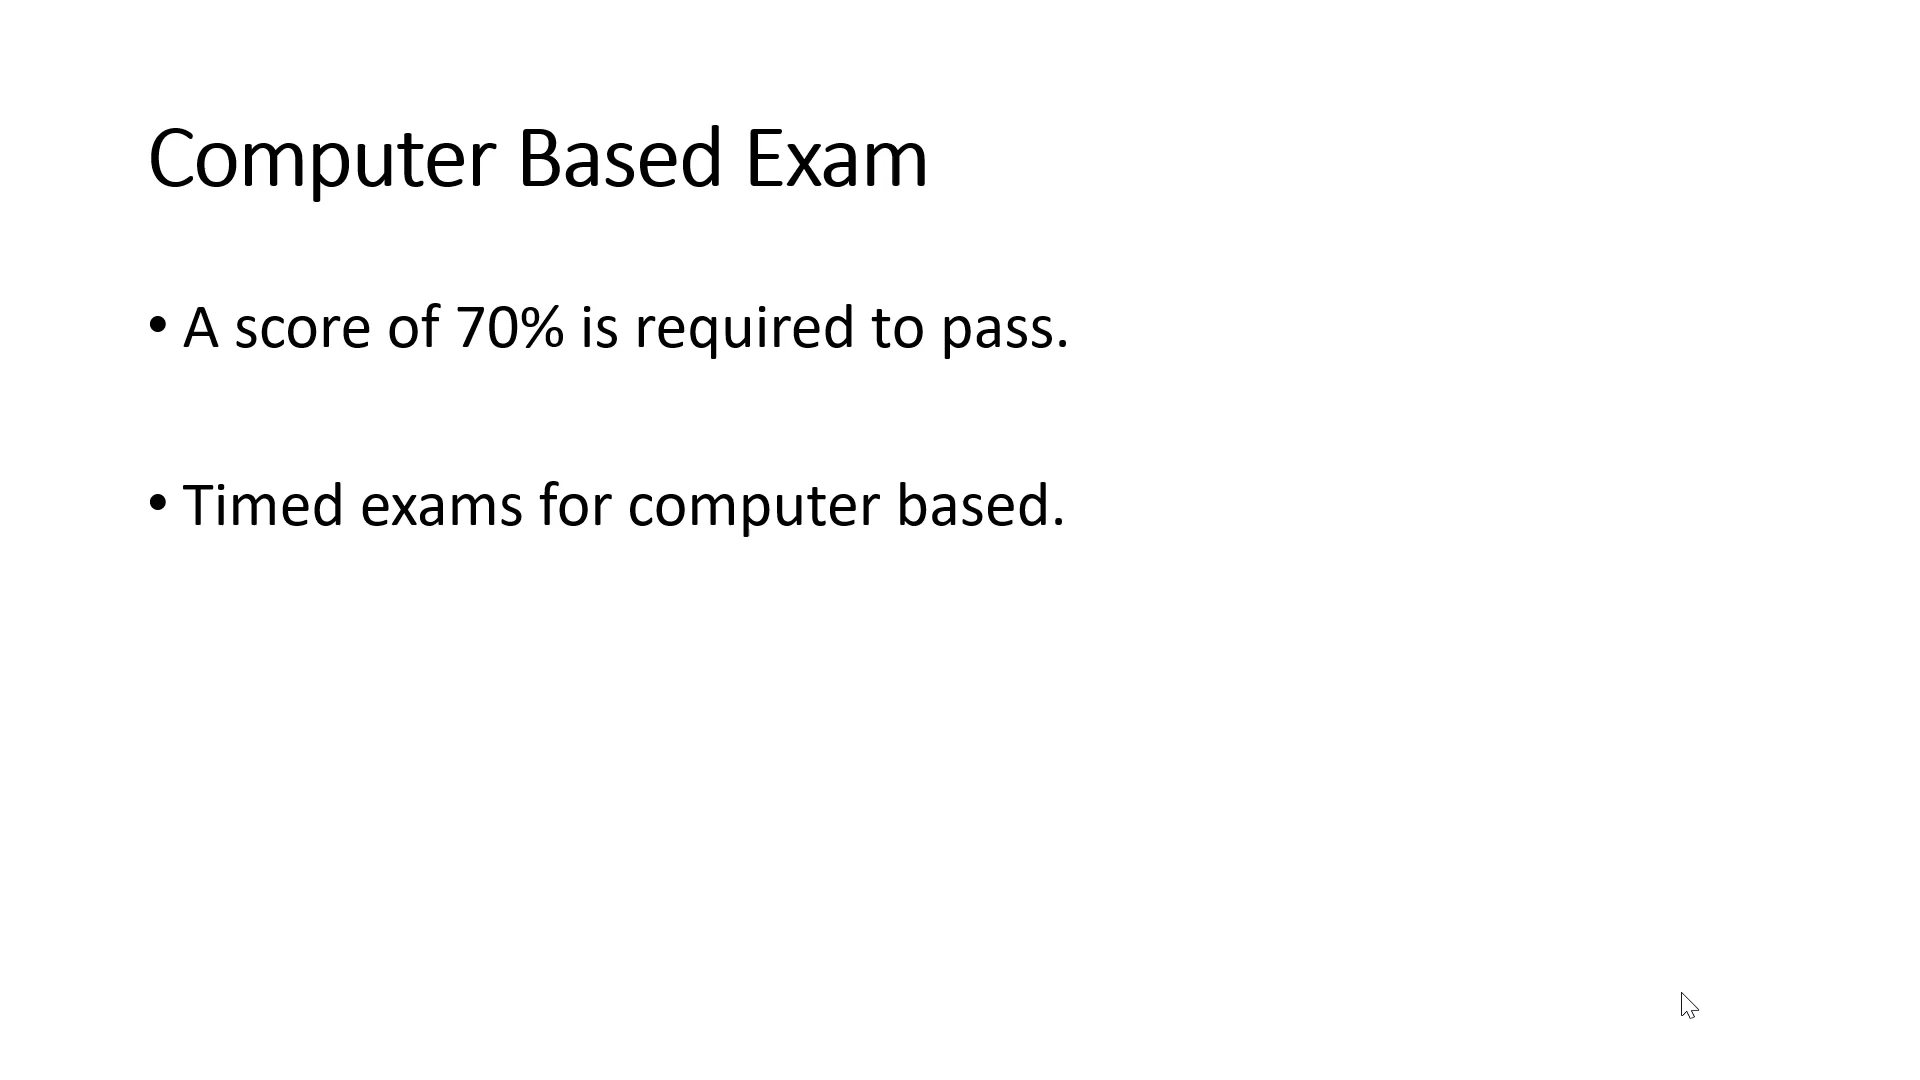 Computer Based Exam
• A score of 70% is required to pass.
• Timed exams for computer based.